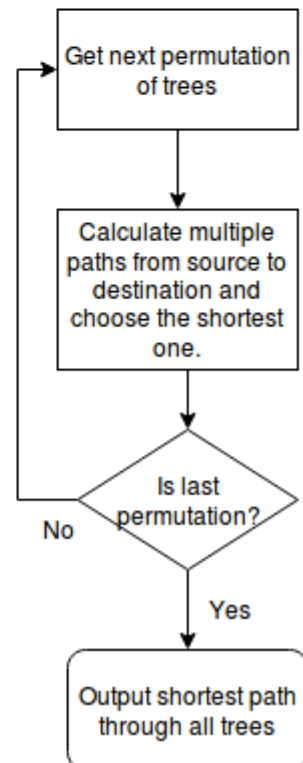 Get next permutation
of trees
Calculate multiple
paths from source to
destination and
choose the shortest
one.
Is last
permutation?
No
Yes
Output shortest path
through all trees